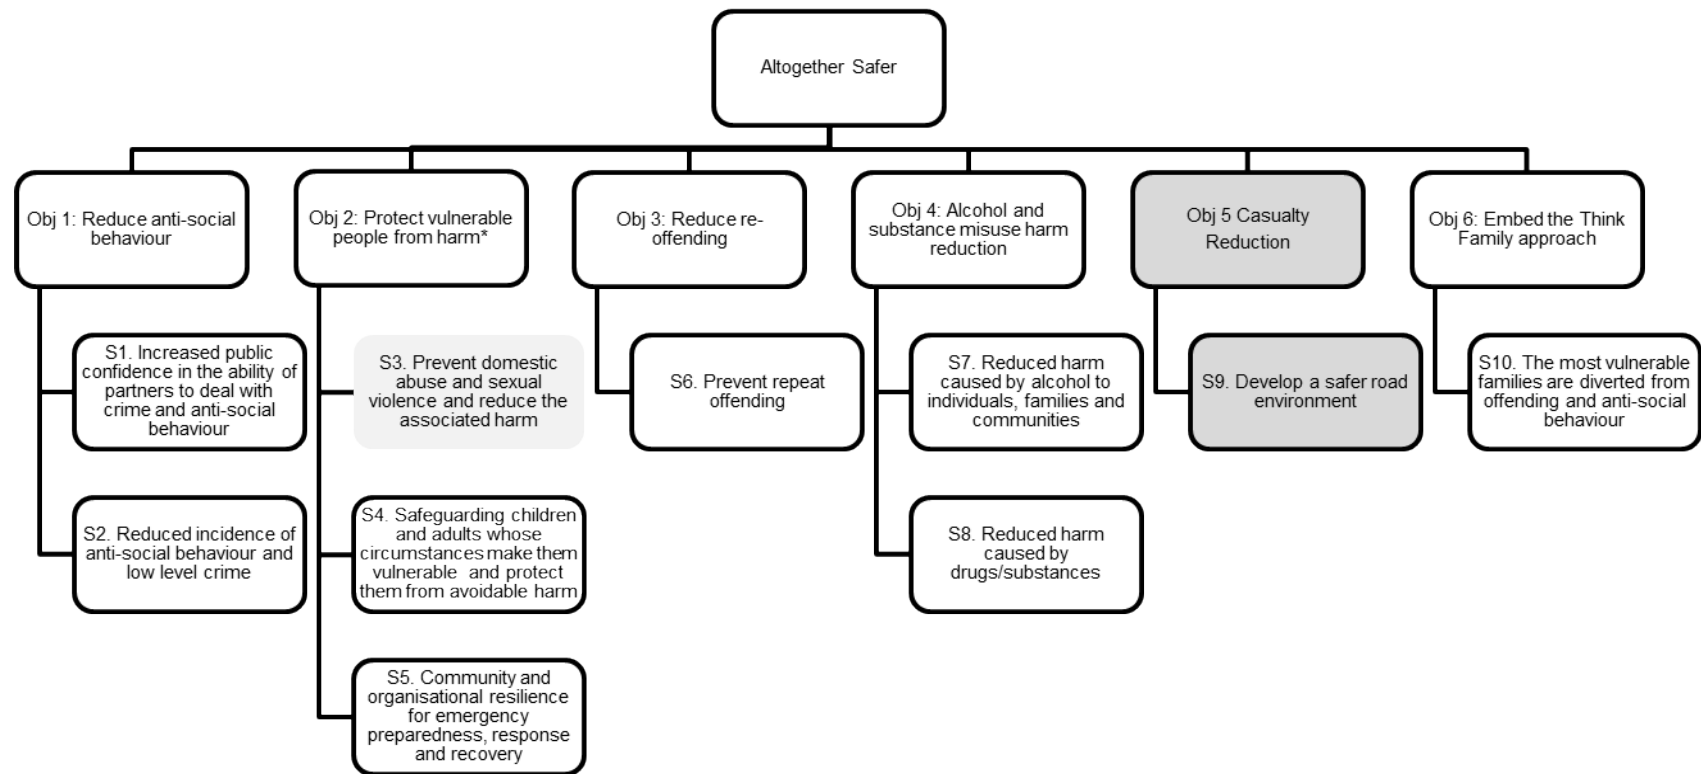 Altogether Safer
Obj 1: Reduce anti-social
behaviour
Obj 2: Protect vulnerable
people from harm*
Obj 3: Reduce re-
offending
Obj 4: Alcohol and
substance misuse harm
reduction
Obj 5 Casualty
Reduction
Obj 6: Embed the Think
Family approach
S1. Increased public
confidence in the ability of
partners to deal with
crime and anti-social
behaviour
S3. Prevent domestic
abuse and sexual
violence and reduce the
associated harm
S6. Prevent repeat
offending
S7. Reduced harm
caused by alcohol to
individuals, families and
communities
S9. Develop a safer road
environment
S10. The most vulnerable
families are diverted from
offending and anti-social
behaviour
S2. Reduced incidence of
anti-social behaviour and
low level crime
S4. Safeguarding children
and adults whose
circumstances make them
vulnerable and protect
them from avoidable harm
S8. Reduced harm
caused by
drugs/substances
S5. Community and
organisational resilience
for emergency
preparedness, response
and recovery